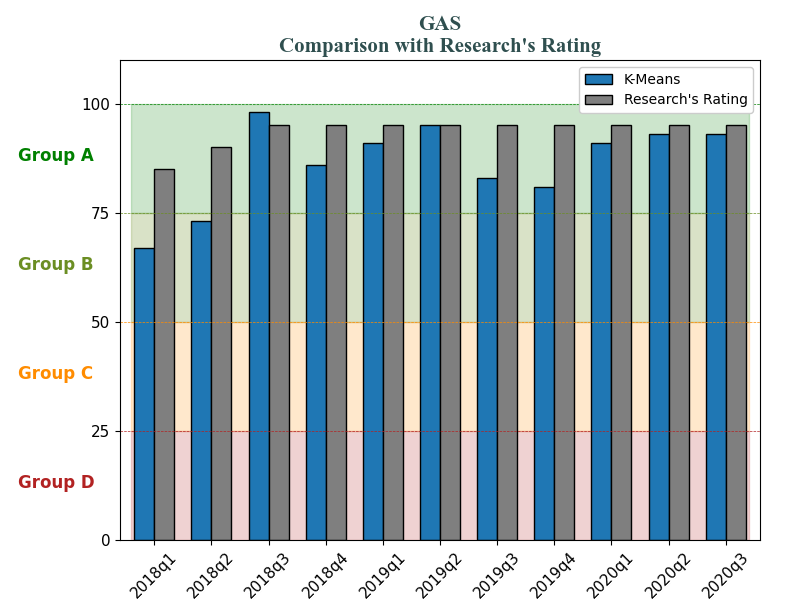 GAS
Comparison with Research's Rating
K-Means
Research's Rating
100
Group A
75
Group B
50
Group C
25
Group D
0
2018q1 2018q2 2018q3 2018q4 2019q1 2019q2 2019q3 2019q4 2020q1 2020q2 2020q3